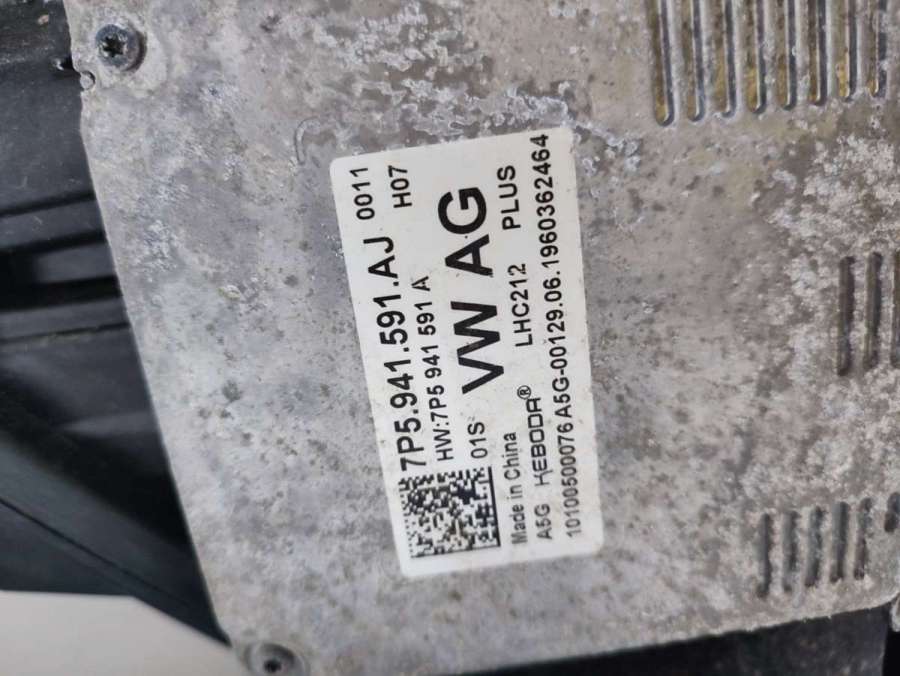 7P5.941.591.AJ 0011
HW:7P5 941 591 A H07
01S VW AG
Made in China LHC212 PLUS
A5G KEBODA®
10100500076 A5G-00129.06.1960362464